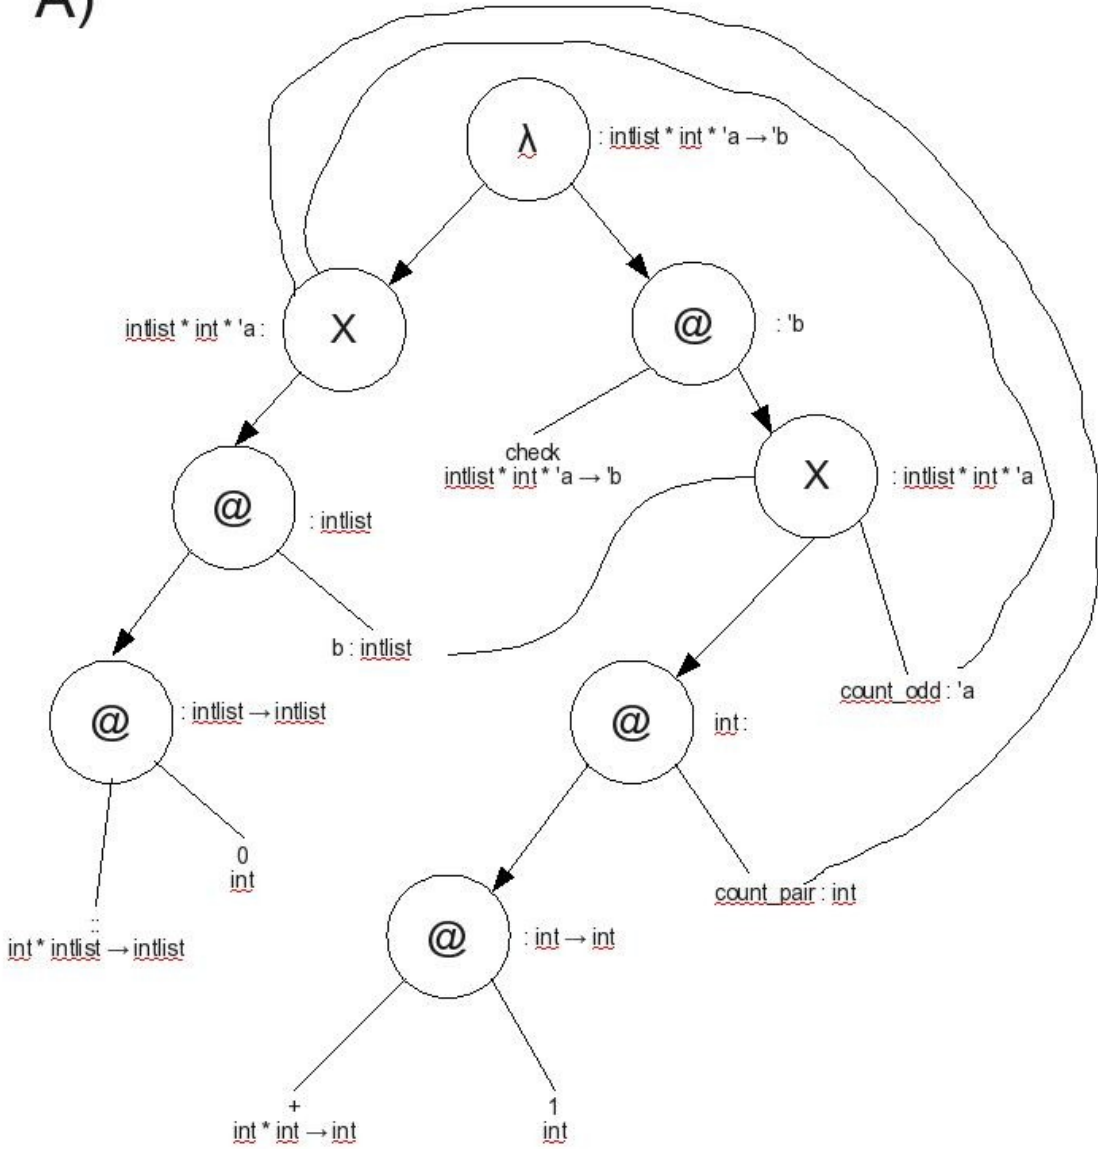 A)
λ
: intlist * int * 'a → 'b
intlist * int * 'a :
X
@
: 'b
check
intlist * int * 'a → 'b
X
: intlist * int * 'a
@
: intlist
b : intlist
@
: intlist → intlist
@
int :
count_odd : 'a
0
int
::
int * intlist → intlist
count_pair : int
@
: int → int
+
int * int → int
1
int